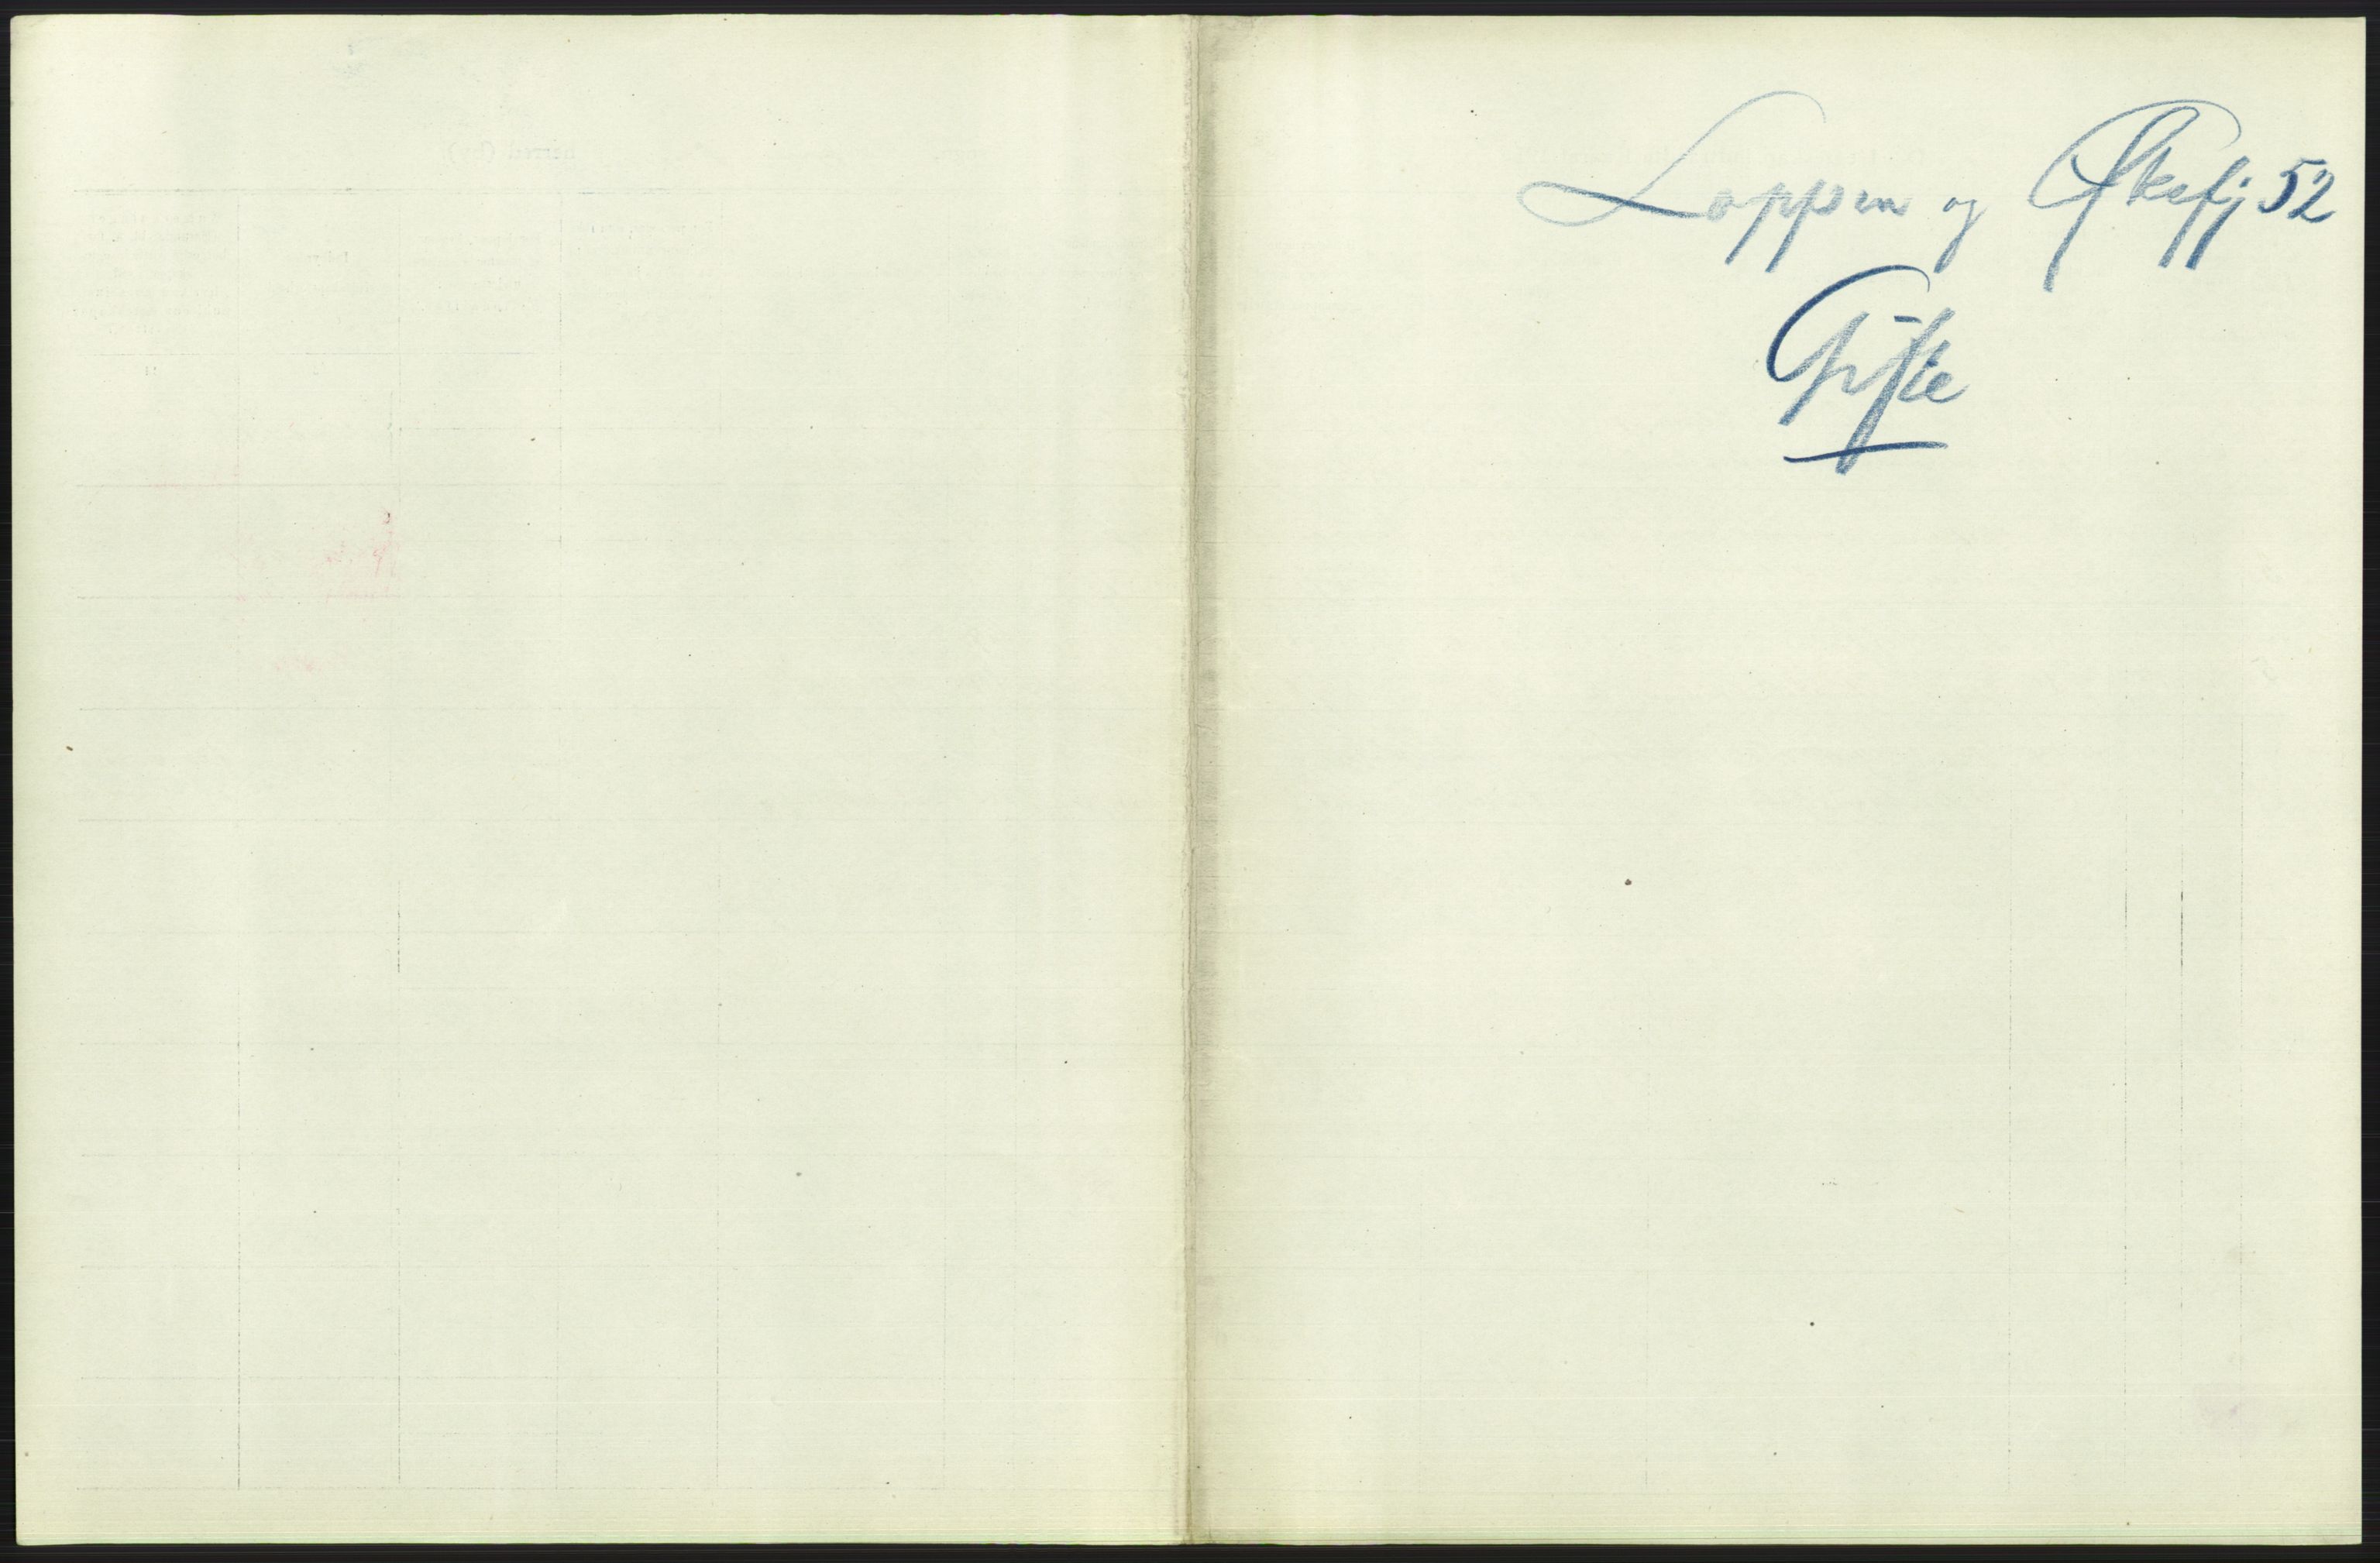 Loppen og Øksfj 52
Gifte